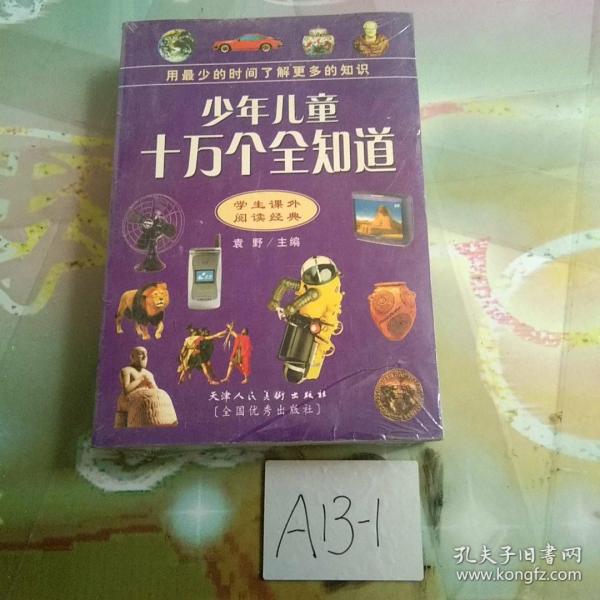 用最少的时间了解更多的知识
少年儿童
十万个全知道
学生课外
阅读经典
袁野/主编
天津人民美术出版社
[全国优秀出版社]
A13-1
孔夫子旧书网
www.kongfz.com